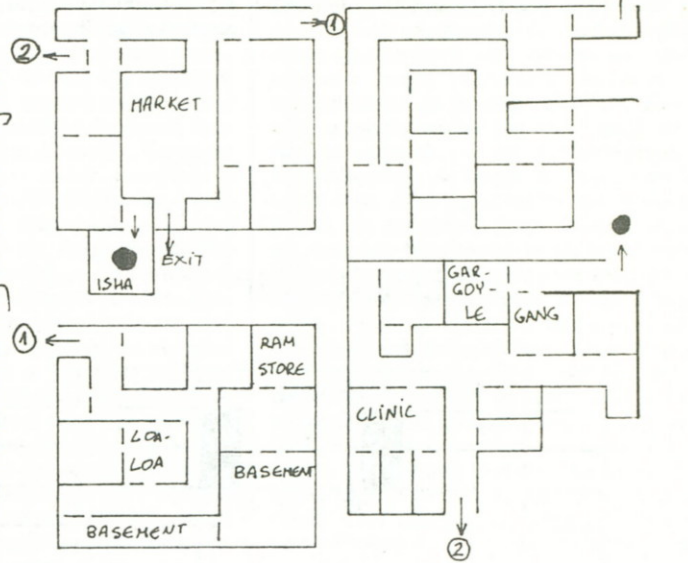 1
2
MARKET
EXIT
ISHA
1
RAM
STORE
LOA-
LOA
BASEMENT
BASEMENT
GAR-
GOY-
LE
GANG
CLINIC
2